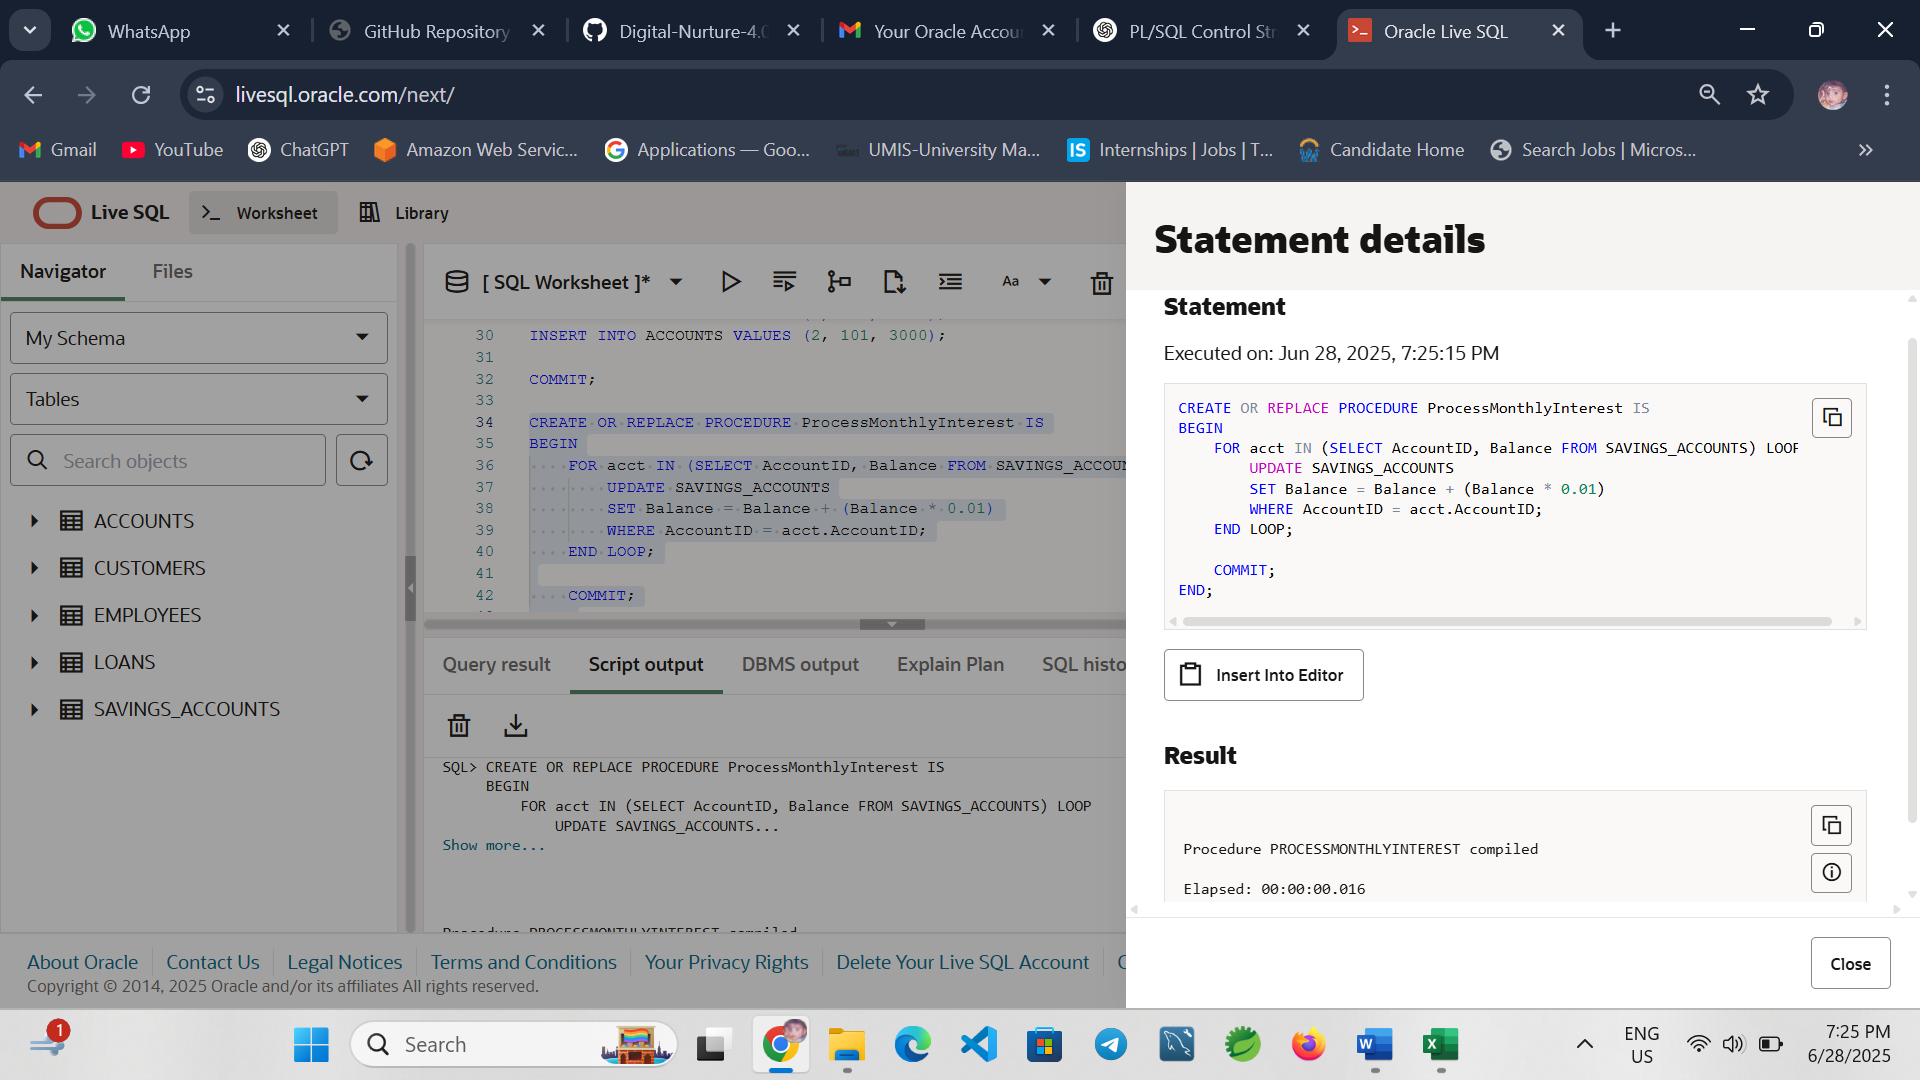 WhatsApp
GitHub Repository
Digital-Nurture-4.0
Your Oracle Accou
PL/SQL Control Str
Oracle Live SQL
livesql.oracle.com/next/
Gmail
YouTube
ChatGPT
Amazon Web Servic...
Applications — Goo...
UMIS-University Ma...
IS
Internships | Jobs | T...
Candidate Home
Search Jobs | Micros...
Live SQL
Worksheet
Library
Navigator
Files
My Schema
Tables
Search objects
ACCOUNTS
CUSTOMERS
EMPLOYEES
LOANS
SAVINGS_ACCOUNTS
[ SQL Worksheet ]*
Aa
30 INSERT INTO ACCOUNTS VALUES (2, 101, 3000);
31
32 COMMIT;
33
34 CREATE OR REPLACE PROCEDURE ProcessMonthlyInterest IS
35 BEGIN
36 FOR acct IN (SELECT AccountID, Balance FROM SAVINGS_ACCOUN
37 UPDATE SAVINGS_ACCOUNTS
38 SET Balance = Balance + (Balance * 0.01)
39 WHERE AccountID = acct.AccountID;
40 END LOOP;
41
42 COMMIT;
Query result
Script output
DBMS output
Explain Plan
SQL histo
SQL> CREATE OR REPLACE PROCEDURE ProcessMonthlyInterest IS
BEGIN
FOR acct IN (SELECT AccountID, Balance FROM SAVINGS_ACCOUNTS) LOOP
UPDATE SAVINGS_ACCOUNTS...
Show more...
Procedure PROCESSMONTHLYINTEREST compiled
Statement details
Statement
Executed on: Jun 28, 2025, 7:25:15 PM
CREATE OR REPLACE PROCEDURE ProcessMonthlyInterest IS
BEGIN
FOR acct IN (SELECT AccountID, Balance FROM SAVINGS_ACCOUNTS) LOOP
UPDATE SAVINGS_ACCOUNTS
SET Balance = Balance + (Balance * 0.01)
WHERE AccountID = acct.AccountID;
END LOOP;
COMMIT;
END;
Insert Into Editor
Result
Procedure PROCESSMONTHLYINTEREST compiled
Elapsed: 00:00:00.016
Close
About Oracle
Contact Us
Legal Notices
Terms and Conditions
Your Privacy Rights
Delete Your Live SQL Account
Copyright © 2014, 2025 Oracle and/or its affiliates All rights reserved.
1
Search
ENG
US
7:25 PM
6/28/2025